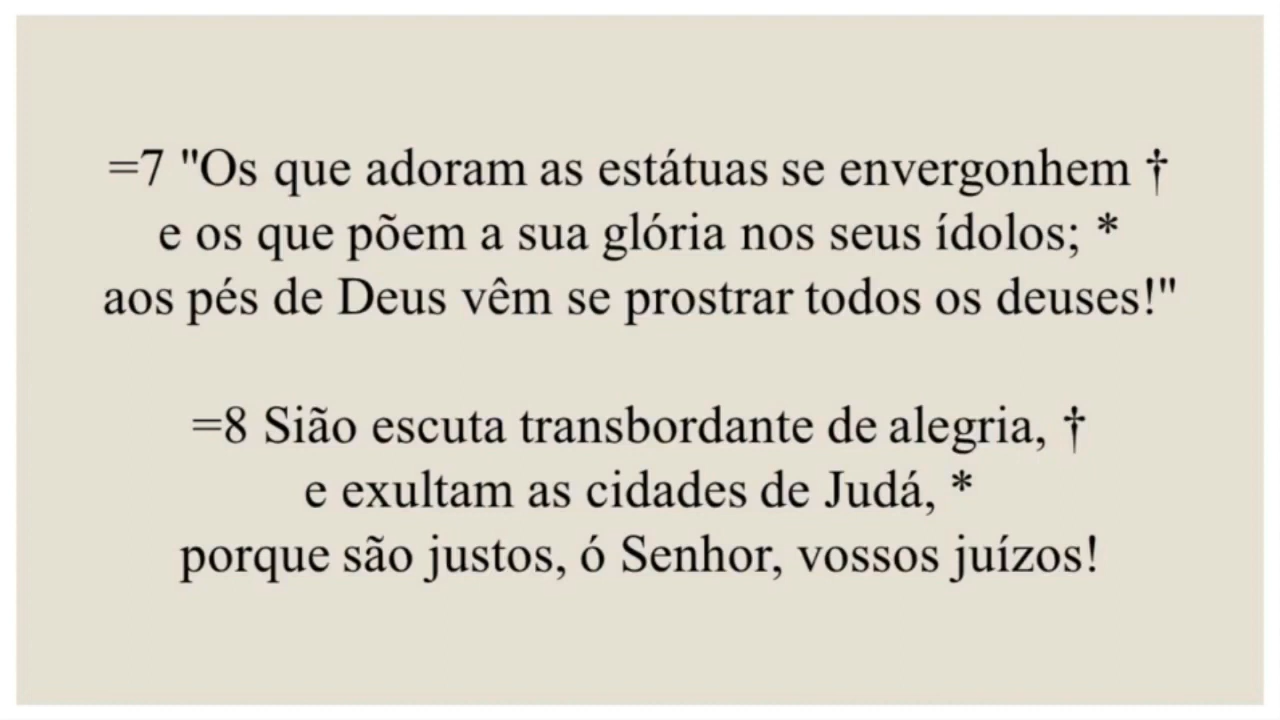 =7 "Os que adoram as estátuas se envergonhem †
e os que põem a sua glória nos seus ídolos; *
aos pés de Deus vêm se prostrar todos os deuses!"
=8 Sião escuta transbordante de alegria, †
e exultam as cidades de Judá, *
porque são justos, ó Senhor, vossos juízos!